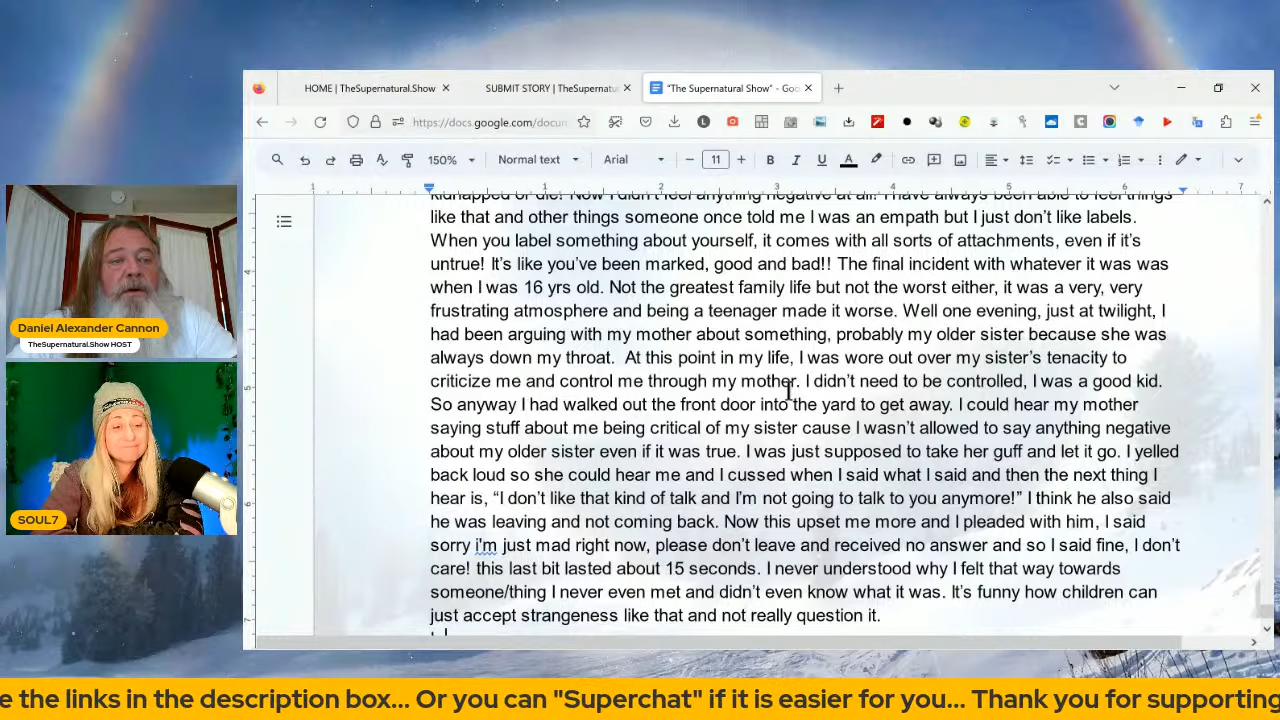 HOME | TheSupernatural.Show
SUBMIT STORY | TheSupernatu
"The Supernatural Show" - Goo
https://docs.google.com/docun
150%
Normal text
Arial
11
1 1 2 3 4 5 6 7
like that and other things someone once told me I was an empath but I just don't like labels.
When you label something about yourself, it comes with all sorts of attachments, even if it's
untrue! It's like you've been marked, good and bad!! The final incident with whatever it was was
when I was 16 yrs old. Not the greatest family life but not the worst either, it was a very, very
frustrating atmosphere and being a teenager made it worse. Well one evening, just at twilight, I
had been arguing with my mother about something, probably my older sister because she was
always down my throat.  At this point in my life, I was wore out over my sister's tenacity to
criticize me and control me through my mother. I didn't need to be controlled, I was a good kid.
So anyway I had walked out the front door into the yard to get away. I could hear my mother
saying stuff about me being critical of my sister cause I wasn't allowed to say anything negative
about my older sister even if it was true. I was just supposed to take her guff and let it go. I yelled
back loud so she could hear me and I cussed when I said what I said and then the next thing I
hear is, "I don't like that kind of talk and I'm not going to talk to you anymore!" I think he also said
he was leaving and not coming back. Now this upset me more and I pleaded with him, I said
sorry i'm just mad right now, please don't leave and received no answer and so I said fine, I don't
care! this last bit lasted about 15 seconds. I never understood why I felt that way towards
someone/thing I never even met and didn't even know what it was. It's funny how children can
just accept strangeness like that and not really question it.
Daniel Alexander Cannon
TheSupernatural.Show HOST
SOUL7
e the links in the description box... Or you can "Superchat" if it is easier for you... Thank you for supporting